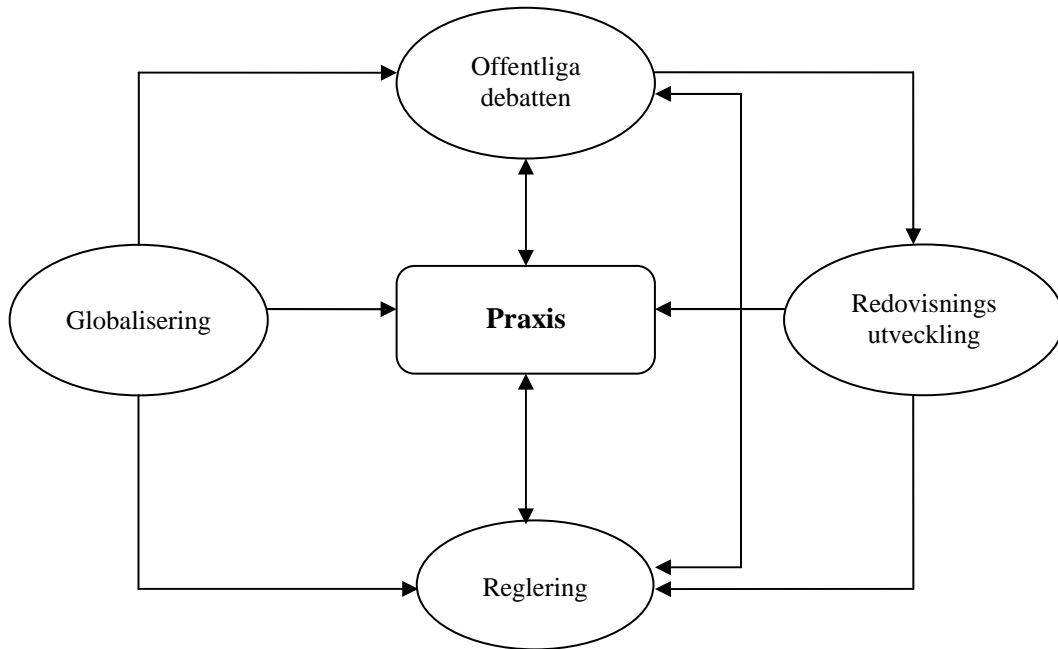 Offentliga
debatten
Globalisering
Praxis
Redovisnings
utveckling
Reglering